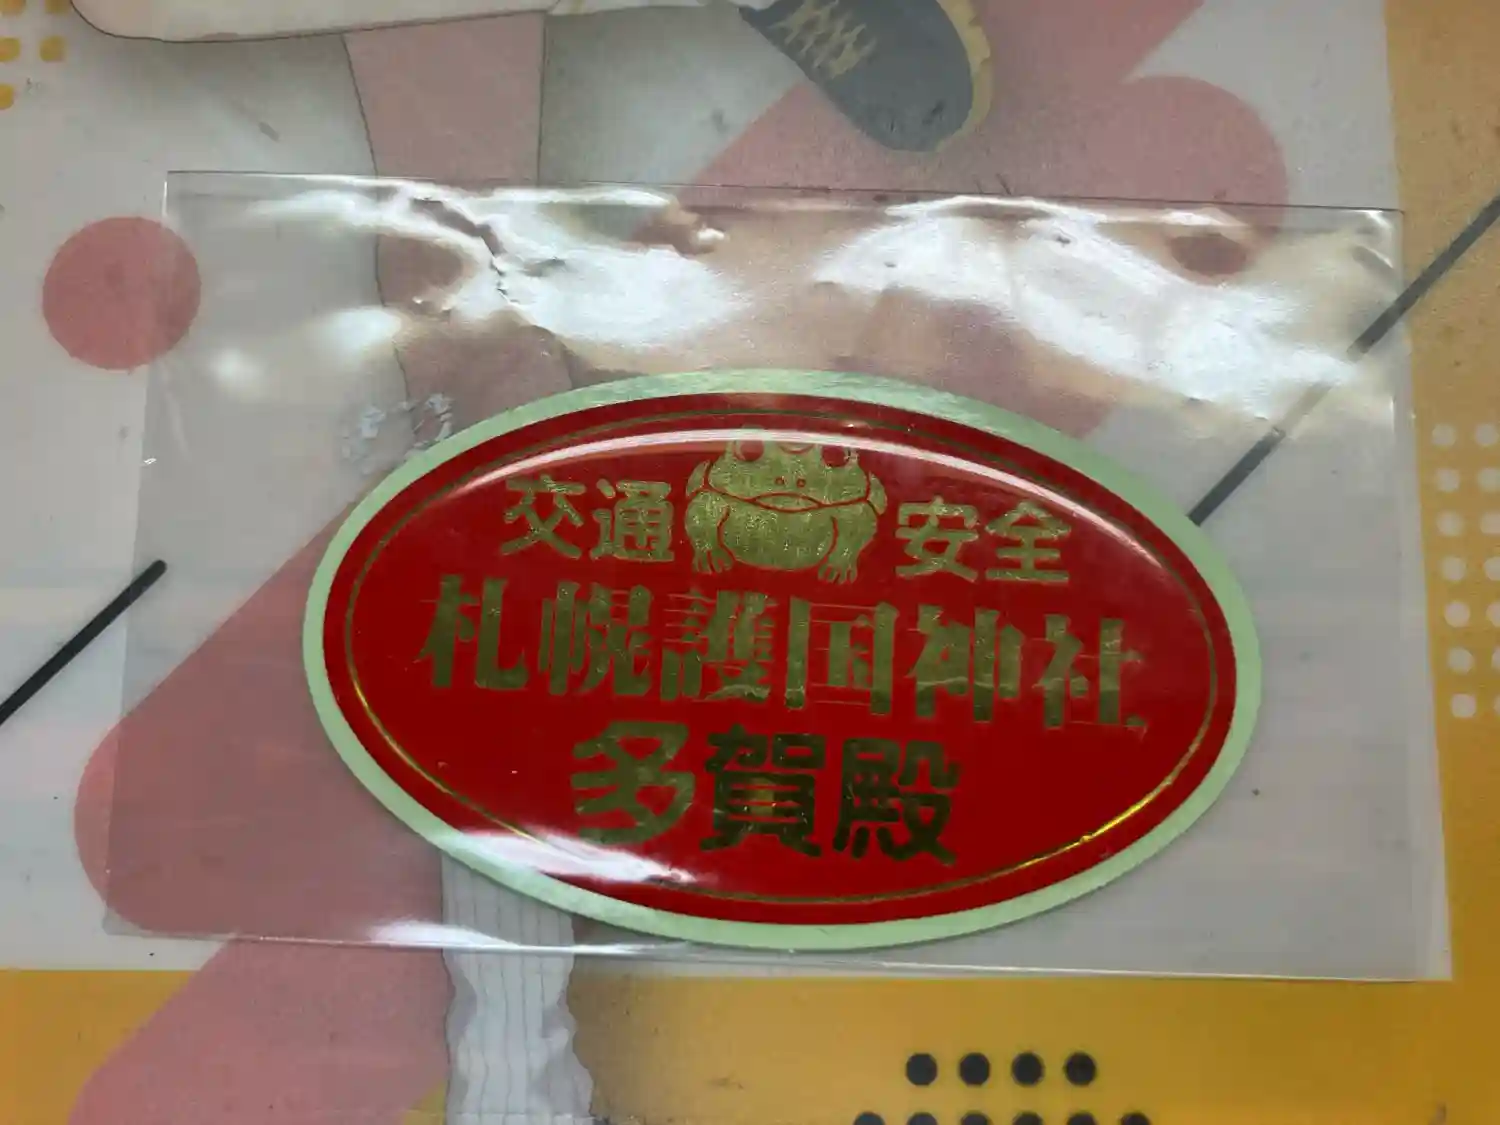 交通 安全
札幌護国神社
多賀殿